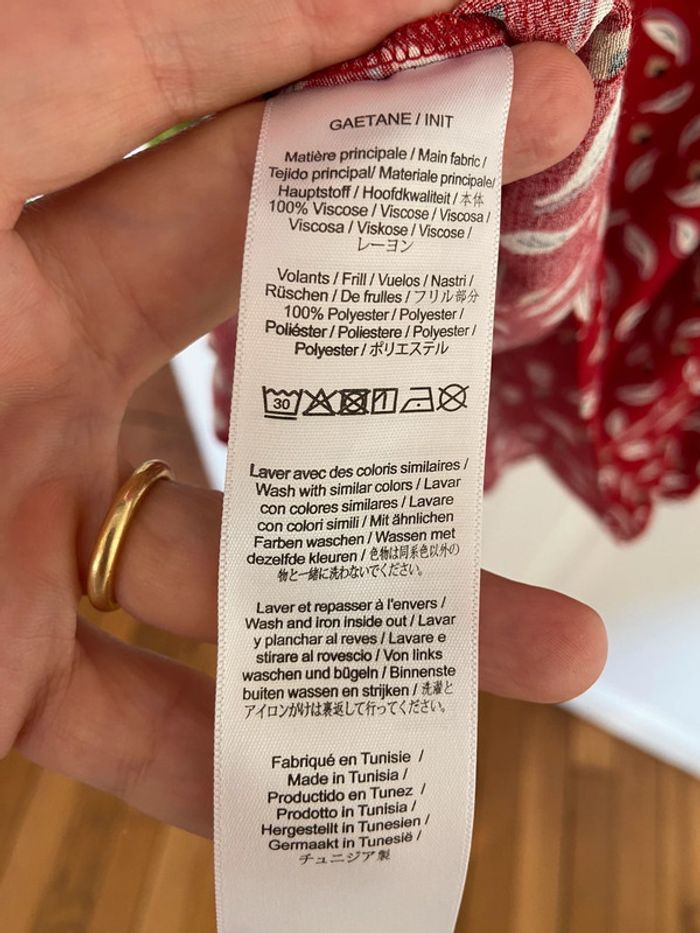 GAETANE / INIT
Matière principale / Main fabric /
Tejido principal/ Materiale principale/
Hauptstoff / Hoofdkwaliteit / 本体
100% Viscose / Viscose / Viscosa /
Viscosa / Viskose / Viscose /
レーヨン
Volants / Frill / Vuelos / Nastri /
Rüschen / De frulles / フリル部分
100% Polyester / Polyester /
Poliéster / Poliestere / Polyester /
Polyester / ポリエステル
30
Laver avec des coloris similaires /
Wash with similar colors / Lavar
con colores similares / Lavare
con colori simili / Mit ähnlichen
Farben waschen / Wassen met
dezelfde kleuren / 色物は同系色以外の
物と一緒に洗わないでください。
Laver et repasser à l'envers /
Wash and iron inside out / Lavar
y planchar al reves / Lavare e
stirare al rovescio / Von links
waschen und bügeln / Binnenste
buiten wassen en strijken / 洗濯と
アイロンがけは裏返して行ってください。
Fabriqué en Tunisie /
Made in Tunisia /
Productido en Tunez /
Prodotto in Tunisia /
Hergestellt in Tunesien /
Germaakt in Tunesië /
チュニジア製